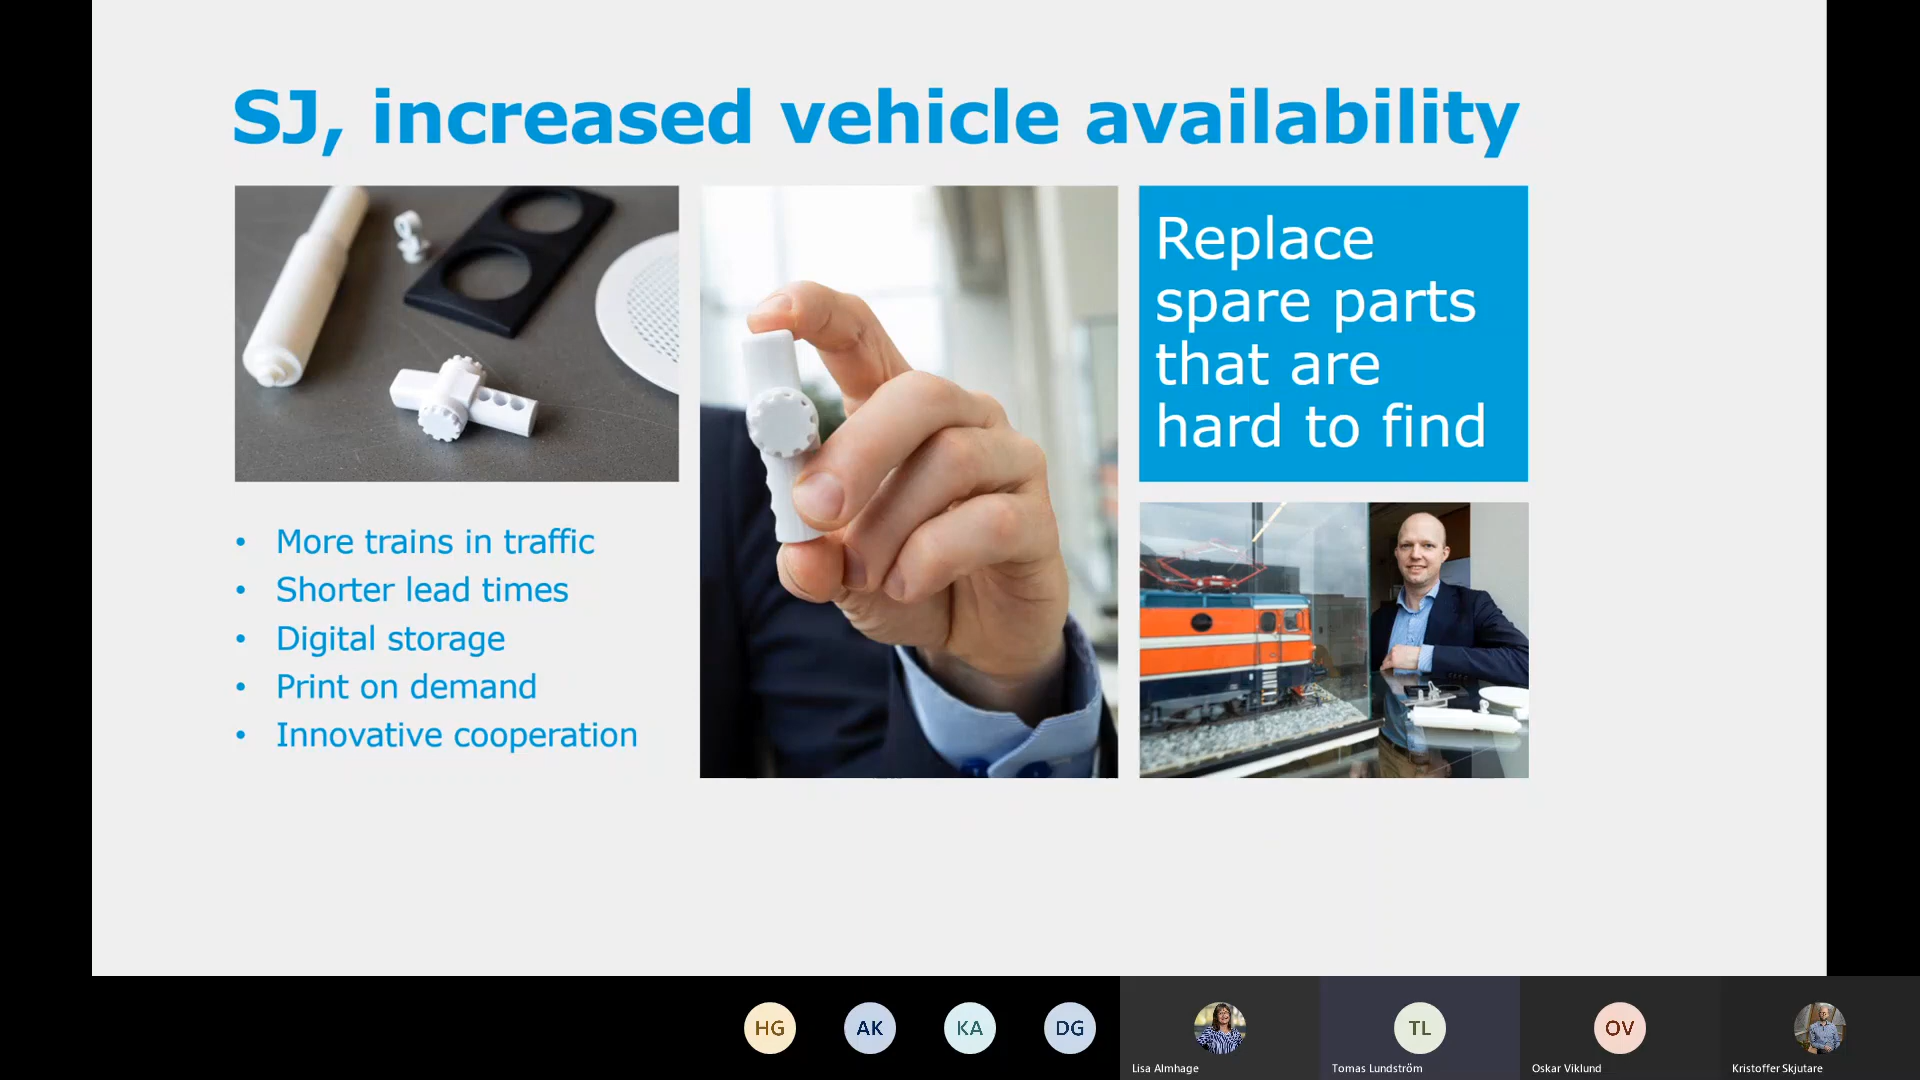 SJ, increased vehicle availability
Replace
spare parts
that are
hard to find
• More trains in traffic
• Shorter lead times
• Digital storage
• Print on demand
• Innovative cooperation
HG
AK
KA
DG
TL
OV
Lisa Almhage
Tomas Lundström
Oskar Viklund
Kristoffer Skjutare